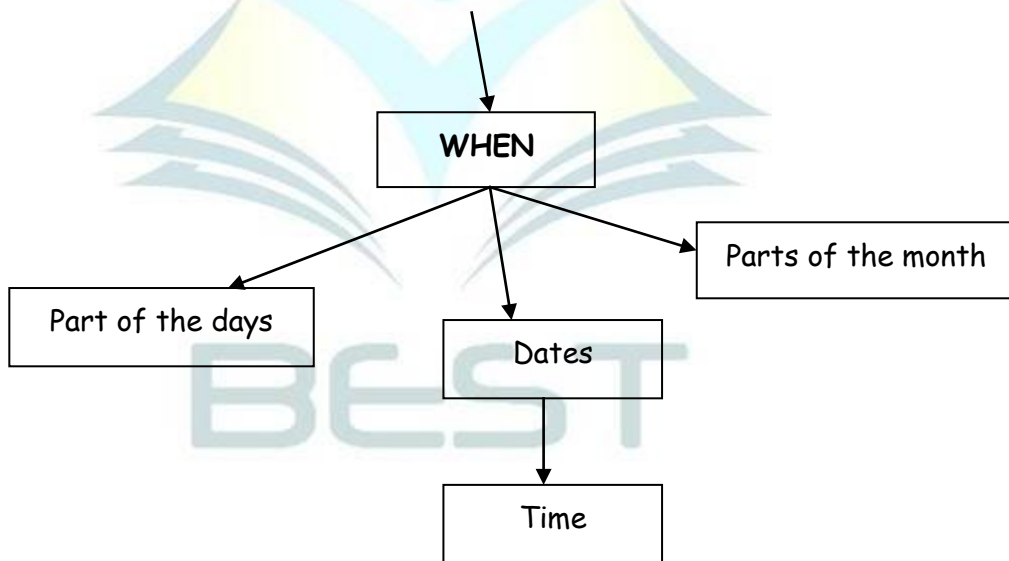 WHEN
Parts of the month
Part of the days
Dates
BEST
Time